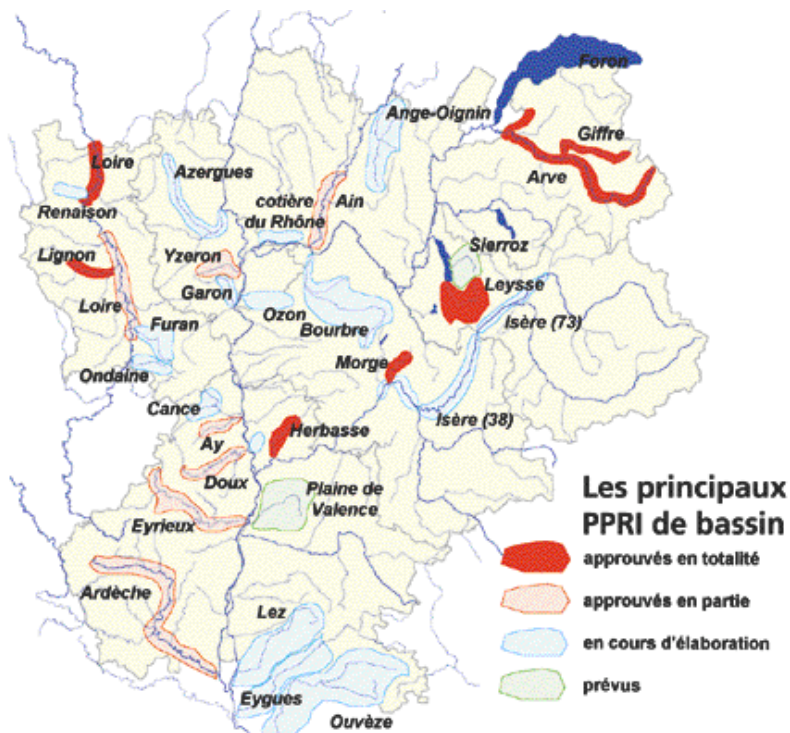 Foron
Ange-Oignin
Giffre
Loire
Azergues
Arve
Ain
cotière
du Rhône
Renaison
Sierroz
Lignon
Yzeron
Leysse
Garon
Loire
Ozon
Isère (73)
Furan
Bourbre
Morge
Ondaine
Cance
Isère (38)
Herbasse
Ay
Doux
Plaine de
Valence
Eyrieux
Les principaux
PPRI de bassin
approuvés en totalité
Ardèche
approuvés en partie
Lez
en cours d'élaboration
prévus
Eygues
Ouvèze